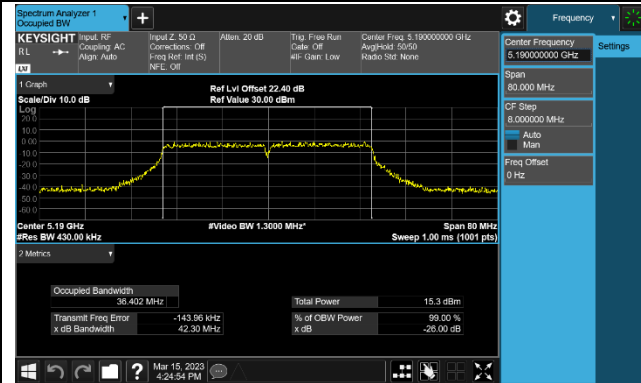 Spectrum Analyzer 1
Occupied BW
Frequency
KEYSIGHT
RL
Input: RF
Coupling: AC
Align: Auto
Input Z: 50 Ω
Corrections: Off
Freq Ref: Int (S)
NFE: Off
Atten: 20 dB
Trig: Free Run
Gate: Off
#IF Gain: Low
Center Freq: 5.190000000 GHz
Avg|Hold: 50/50
Radio Std: None
LXI
1 Graph
Scale/Div 10.0 dB
Ref Lvl Offset 22.40 dB
Ref Value 30.00 dBm
Log
20.0
10.0
0.00
-10.0
-20.0
-30.0
-40.0
-50.0
-60.0
Center 5.19 GHz
#Video BW 1.3000 MHz*
Span 80 MHz
#Res BW 430.00 kHz
Sweep 1.00 ms (1001 pts)
2 Metrics
Occupied Bandwidth
36.402 MHz
Total Power 15.3 dBm
Transmit Freq Error -143.96 kHz
% of OBW Power 99.00 %
x dB Bandwidth 42.30 MHz
x dB -26.00 dB
Mar 15, 2023
4:24:54 PM
Center Frequency
5.190000000 GHz
Settings
Span
80.000 MHz
CF Step
8.000000 MHz
Auto
Man
Freq Offset
0 Hz